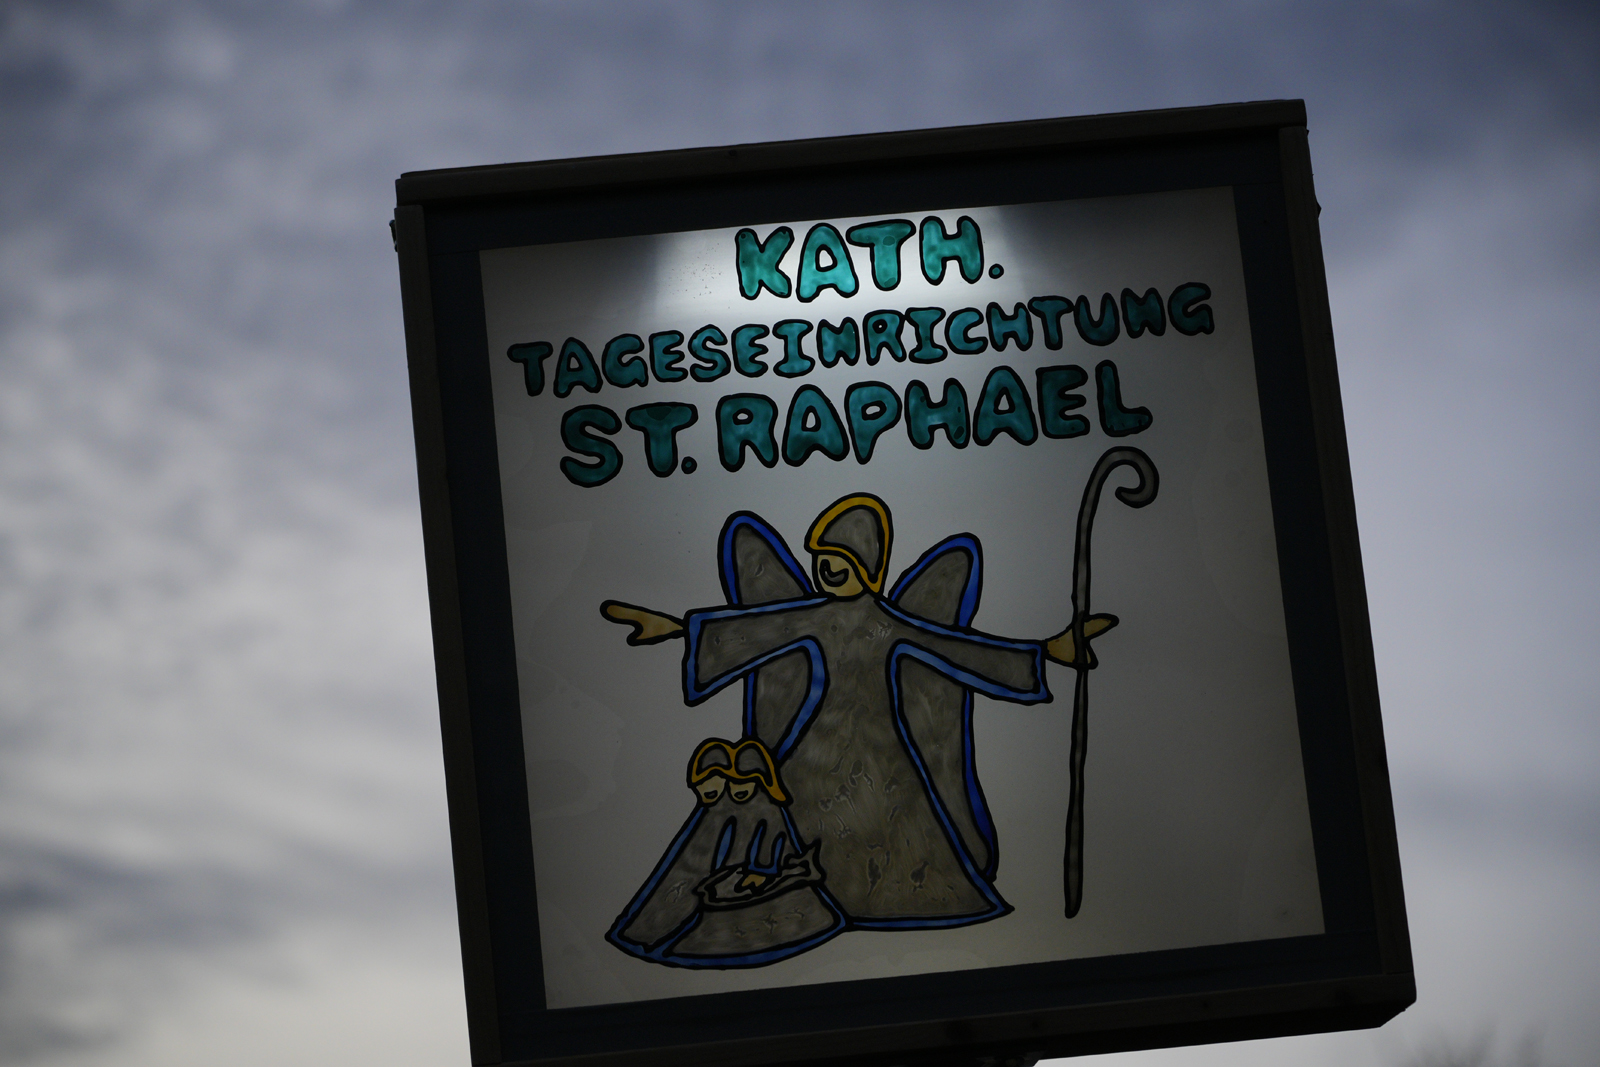 KATH.
TAGESEINRICHTUNG
ST. RAPHAEL